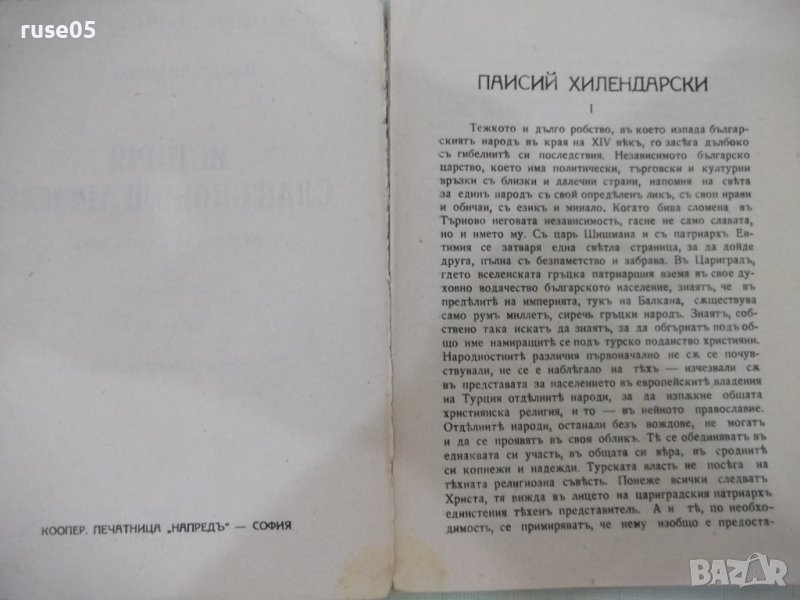 ruse05
КООПЕР. ПЕЧАТНИЦА „НАПРЕДЪ“ — СОФИЯ
ПАИСИЙ ХИЛЕНДАРСКИ
I
Тежкото и дълго робство, въ което изпада българ-
скиятъ народъ въ края на XIV вѣкъ, го засѣга дълбоко
съ гибелнитѣ си последствия. Независимото българско
царство, което има политически, търговски и културни
връзки съ близки и далечни страни, напомня на свѣта
за единъ народъ съ свой опредѣленъ ликъ, съ свои нрави
и обичаи, съ езикъ и минало. Когато бива сломена въ
Търново неговата независимость, гасне не само славата,
но и името му. Съ царь Шишмана и съ патриархъ Ев-
тимия се затваря една свѣтла страница, за да дойде
друга, пълна съ безпаметство и забрава. Въ Цариградъ,
гдето вселенската гръцка патриаршия взема въ свое ду-
ховно водачество българското население, знаятъ, че въ
предѣлитѣ на империята, тукъ на Балкана, сѫществува
само румъ миллетъ, сиречь гръцки народъ. Знаятъ, соб-
ствено така искатъ да знаятъ, за да обгърнатъ подъ общо
име намиращитѣ се подъ турско поданство християни.
Народностнитѣ различия първоначално не сѫ се почув-
ствували, не се е наблѣгало на тѣхъ — изчезвали сѫ
въ представата за населението въ европейскитѣ владения
на Турция отдѣлнитѣ народи, за да изпѫкне общата
християнска религия, и то — въ нейното православие.
Отдѣлнитѣ народи, останали безъ вождове, не могатъ
и да се проявятъ въ своя обликъ. Тѣ се обединяватъ въ
еднаквата си участь, въ общата си вѣра, въ сроднитѣ
си копнежи и надежди. Турската власть не посѣга на
тѣхната религиозна съвѣсть. Понеже всички следватъ
Христа, тя вижда въ лицето на цариградския патриархъ
единствения тѣхенъ представитель. А и тѣ, по необхо-
димость, се примирявать, че нему изобщо е предоста-
BAZAR